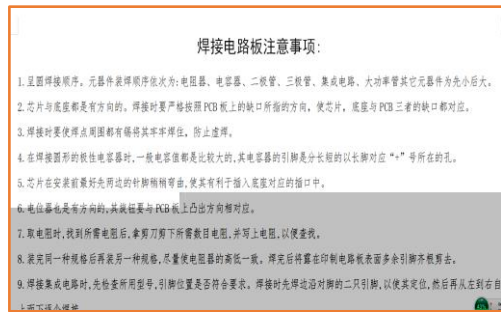 焊接电路板注意事项:
1.呈圆焊接顺序。元器件装焊顺序依次为:电阻器、电容器、二极管、三极管、集成电路、大功率管其它元器件为先小后大。
2.芯片与底座都是有方向的。焊接时要严格按照PCB板上的缺口所指的方向,使芯片,底座与PCB三者的缺口都对应。
3.焊接时要使焊点周围都有锡将其牢牢焊住,防止虚焊。
4.在焊接圆形的极性电容器时,一般电容值都是比较大的,其电容器的引脚是分长短的以长脚对应“+”号所在的孔。
5.芯片在安装前最好先两边的针脚稍稍弯曲,使其有利于插入底座对应的插口中。
6.电位器也是有方向的,其旋钮要与PCB板上凸出方向相对应。
7.取电阻时,找到所需电阻后,拿剪刀剪下所需数目电阻,并写上电阻,以便查找。
8.装完同一种规格后再装另一种规格,尽量使电阻器的高低一致。焊完后将露在印制电路板表面多余引脚齐根剪去。
9.焊接集成电路时,先检查所用型号,引脚位置是否符合要求。焊接时先焊边沿对脚的二只引脚,以使其定位,然后再从左到右自
上而下逐个焊接